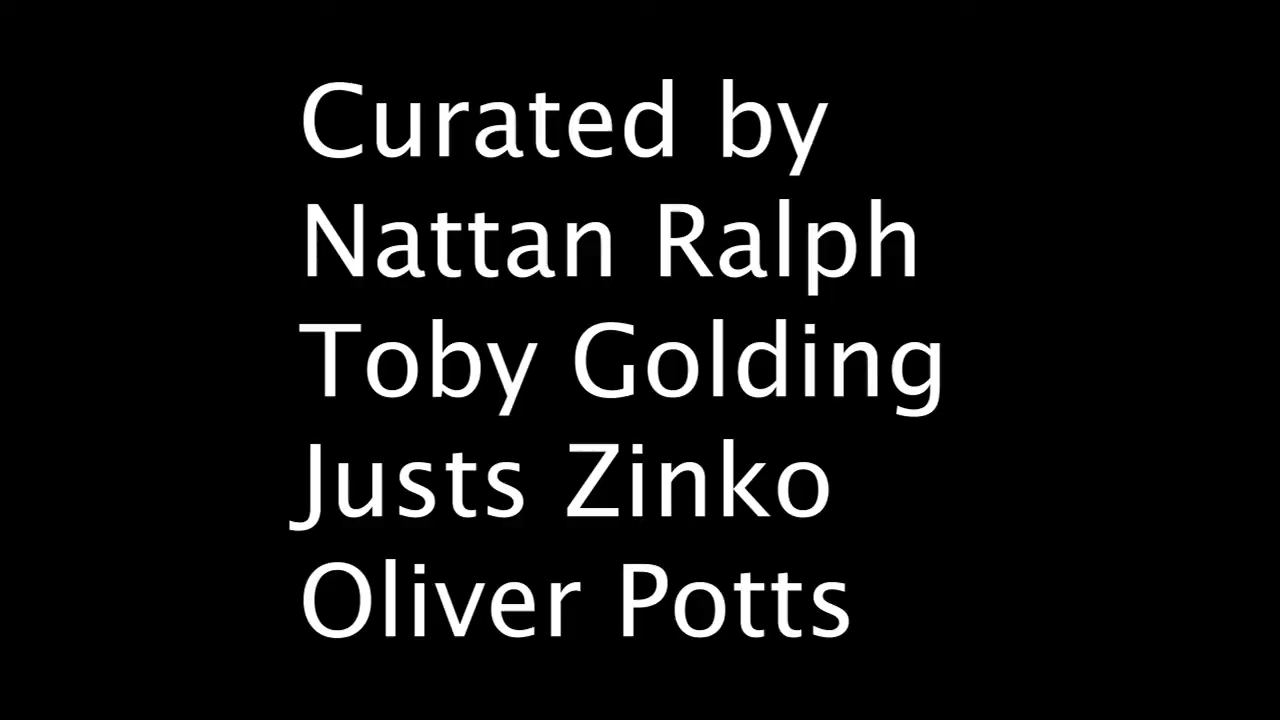 Curated by
Nattan Ralph
Toby Golding
Justs Zinko
Oliver Potts